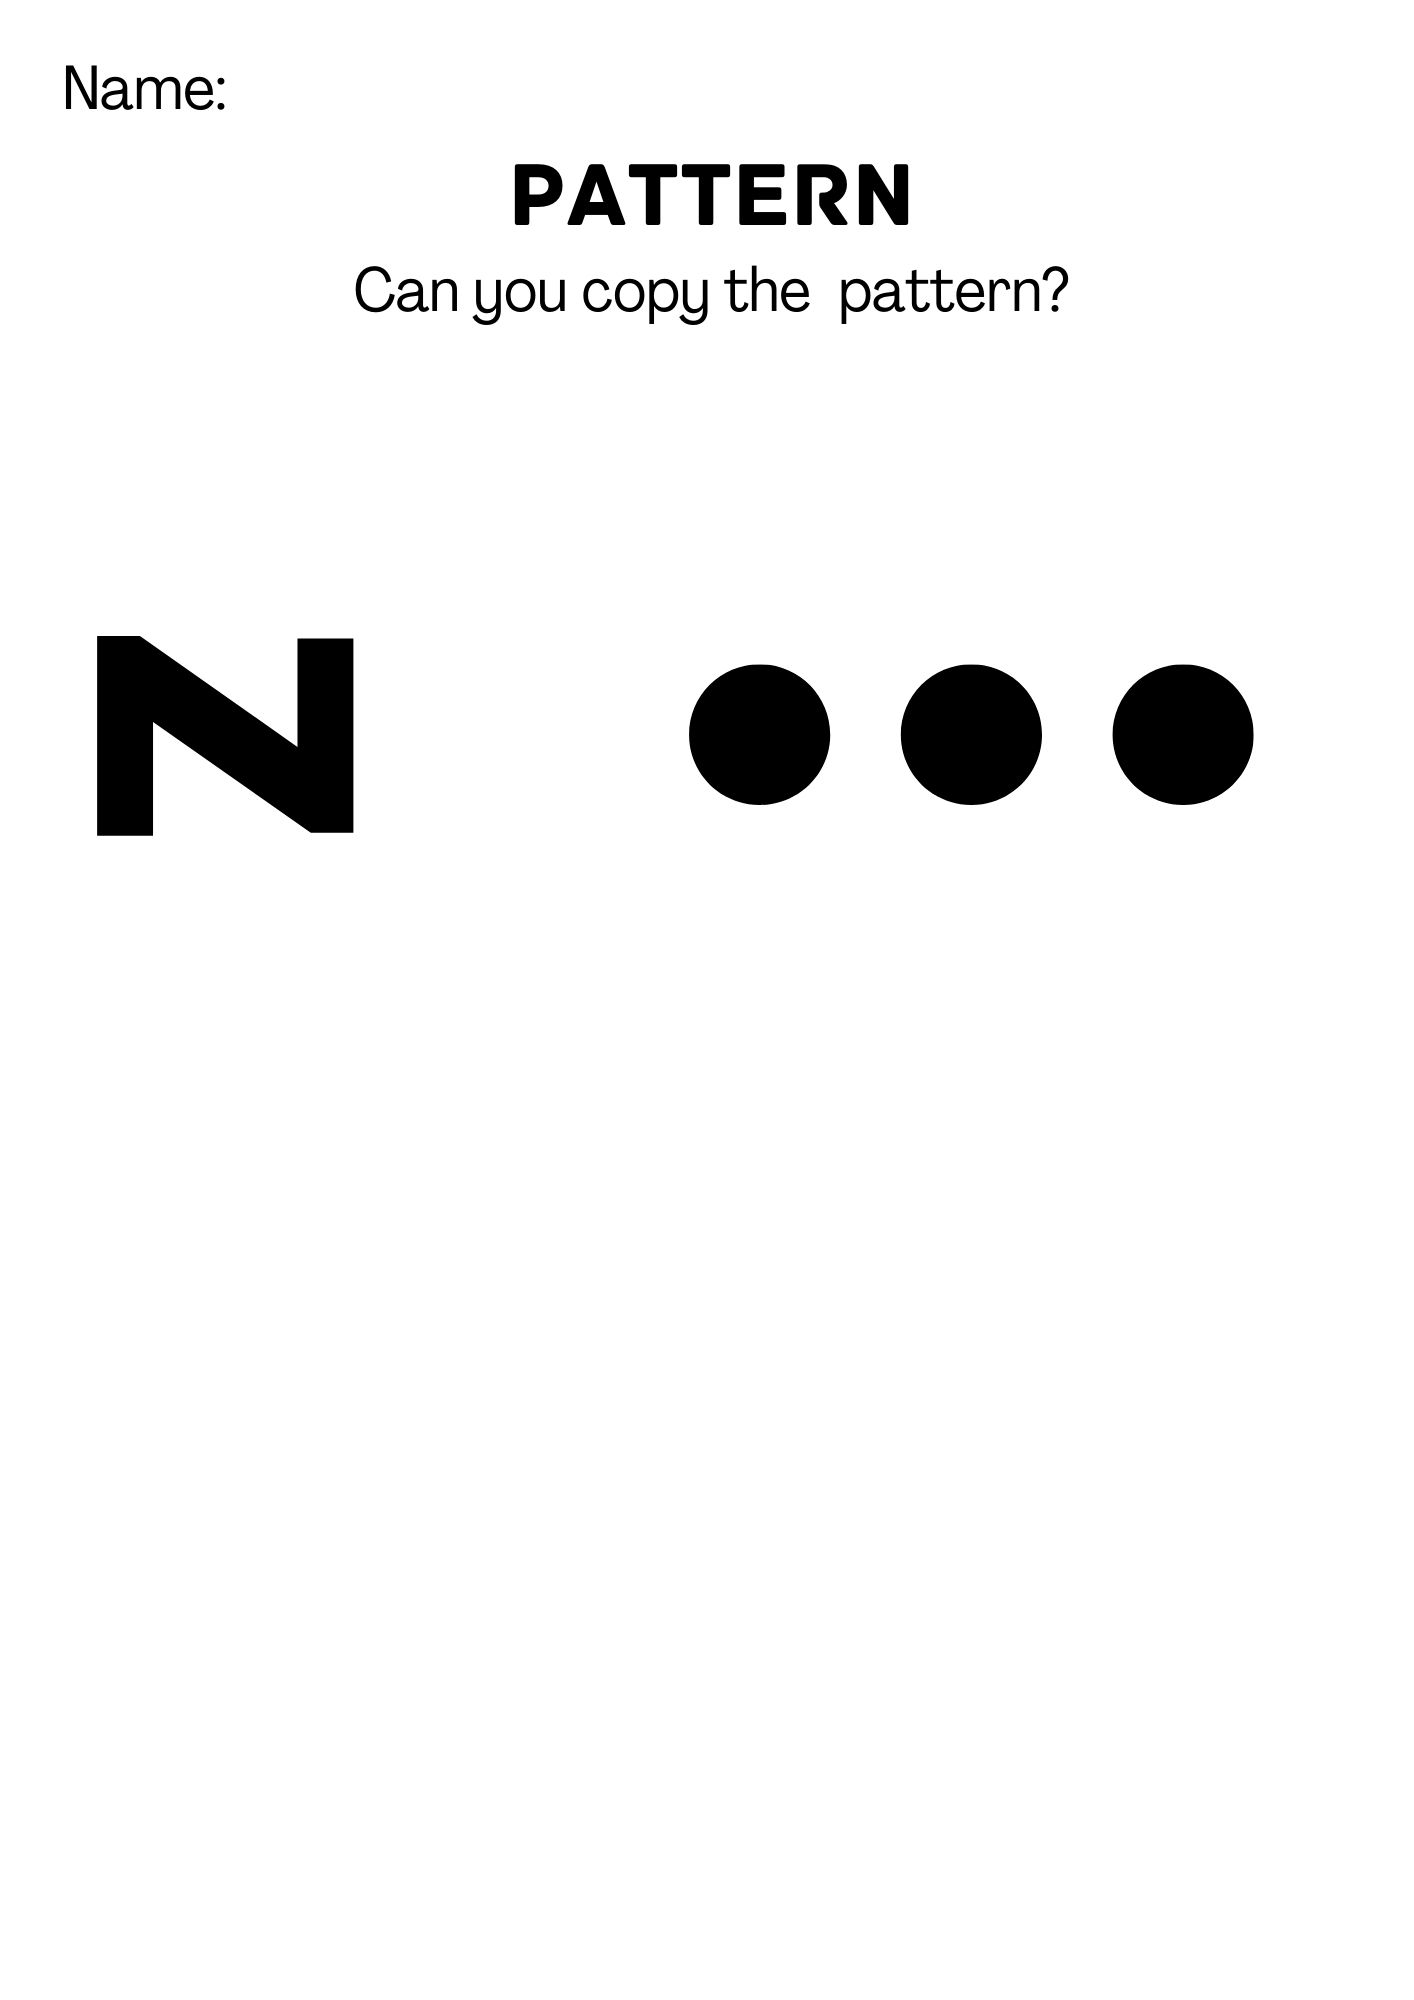 Name:
PATTERN
Can you copy the pattern?
N •••